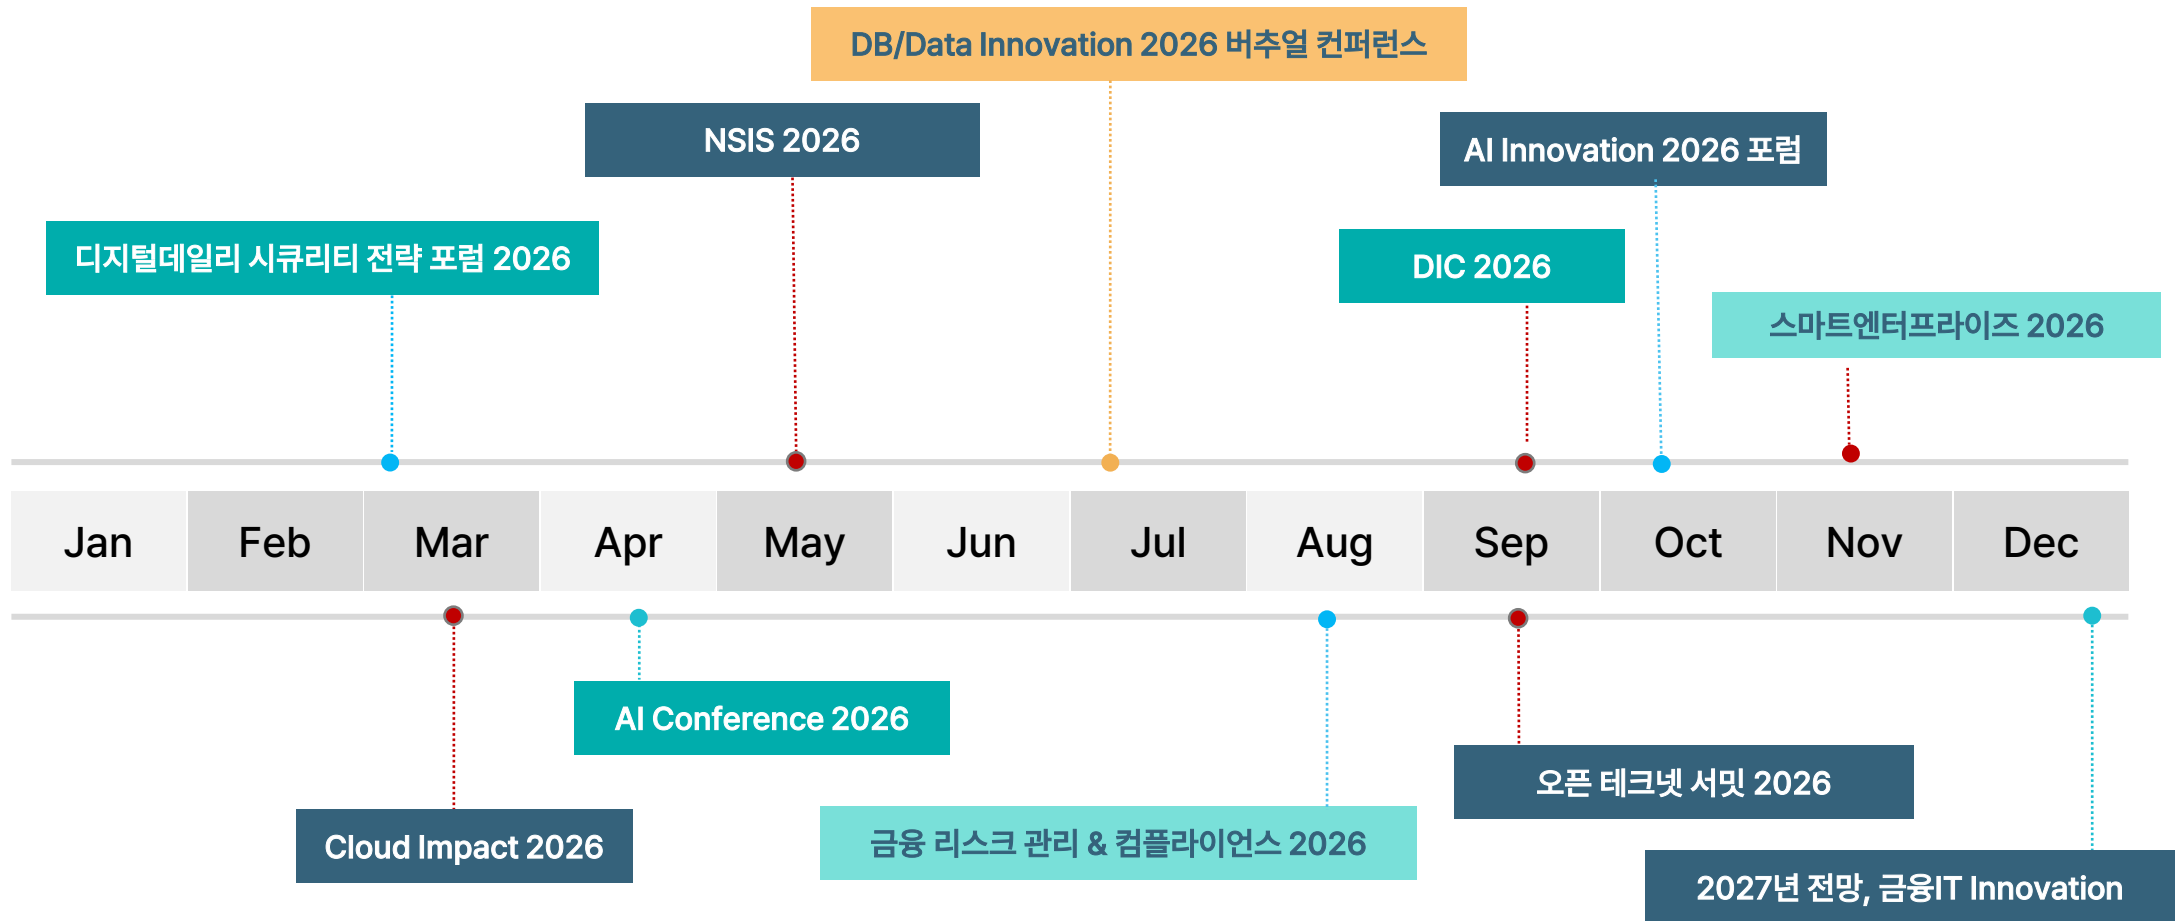 DB/Data Innovation 2026 버추얼 컨퍼런스
NSIS 2026
AI Innovation 2026 포럼
디지털데일리 시큐리티 전략 포럼 2026
DIC 2026
스마트엔터프라이즈 2026
Jan Feb Mar Apr May Jun Jul Aug Sep Oct Nov Dec
AI Conference 2026
오픈 테크넷 서밋 2026
Cloud Impact 2026
금융 리스크 관리 & 컴플라이언스 2026
2027년 전망, 금융IT Innovation